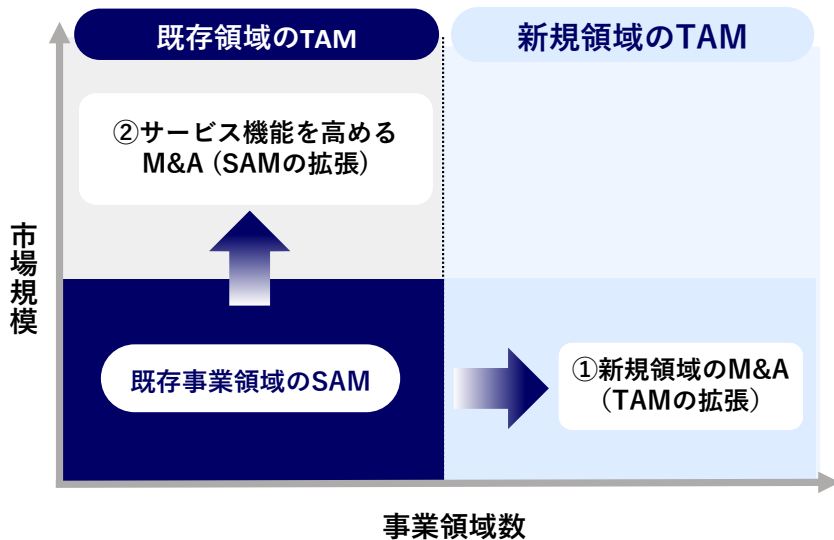 既存領域のTAM
新規領域のTAM
②サービス機能を高める
M&A（SAMの拡張）
市場規模
既存事業領域のSAM
①新規領域のM&A
（TAMの拡張）
事業領域数